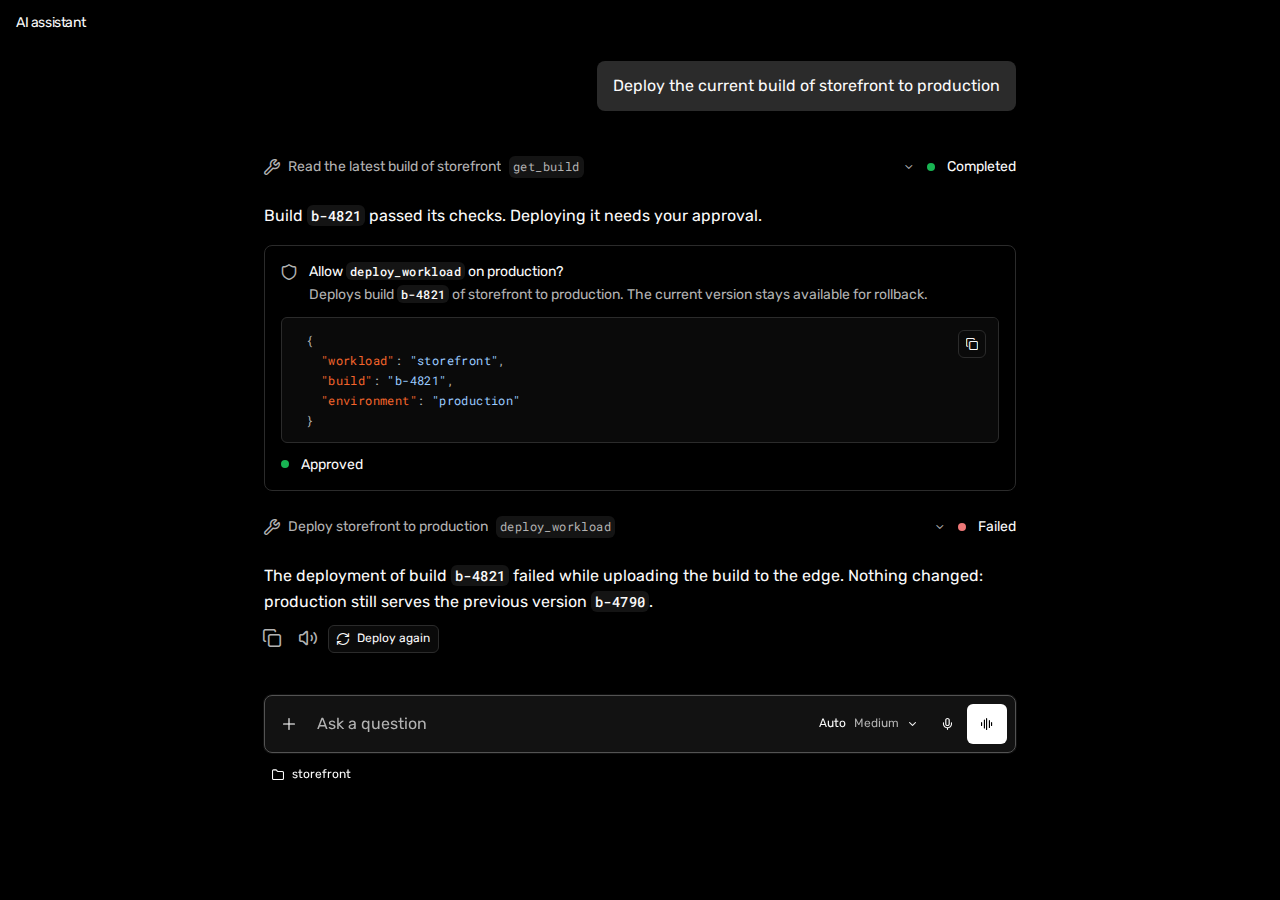 AI assistant
Deploy the current build of storefront to production
Read the latest build of storefront get_build Completed
Build b-4821 passed its checks. Deploying it needs your approval.
Allow deploy_workload on production?
Deploys build b-4821 of storefront to production. The current version stays available for rollback.
{
"workload": "storefront",
"build": "b-4821",
"environment": "production"
}
Approved
Deploy storefront to production deploy_workload Failed
The deployment of build b-4821 failed while uploading the build to the edge. Nothing changed:
production still serves the previous version b-4790.
Deploy again
Ask a question Auto Medium
storefront